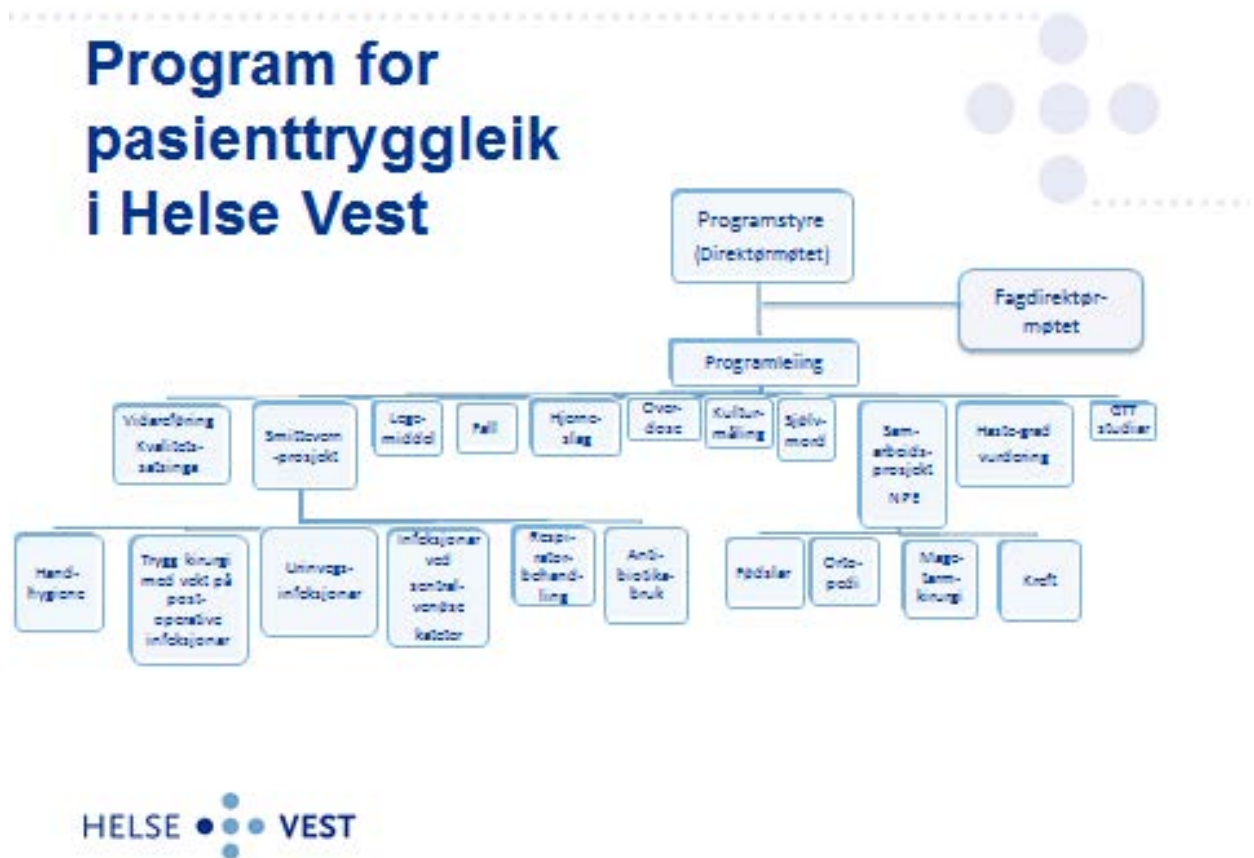 Program for
pasienttryggleik
i Helse Vest
Programstyre
(Direktørmøtet)
Fagdirektør-
møtet
Programleiing
Vidareføring
Kvalitets-
satsinga
Smittevern
-prosjekt
Lege-
middel
Fall
Hjerne-
slag
Over-
dose
Kultur-
måling
Sjølv-
mord
Sam-
arbeids-
prosjekt
NPE
Haste-grad
vurdering
GTT
studiar
Hand-
hygiene
Trygg kirurgi
med vekt på
post-
operative
infeksjonar
Urinvegs-
infeksjonar
Infeksjonar
ved
sentral-
venøse
kateter
Respi-
rator-
behand-
ling
Anti-
biotika-
bruk
Fødslar
Orto-
pedi
Mage-
tarm-
kirurgi
Kreft
HELSE VEST